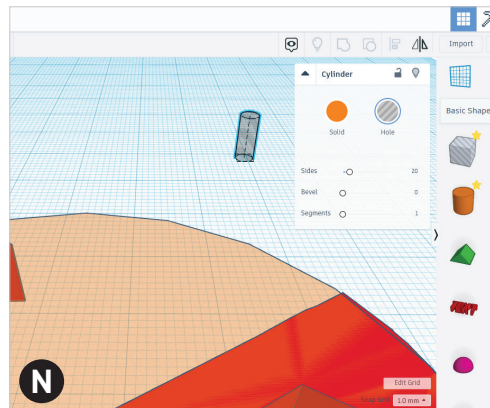 Import
Cylinder
Solid
Hole
Basic Shape
Sides
20
Bevel
0
Segments
1
TEXT
Edit Grid
Snap Grid
1.0 mm
N